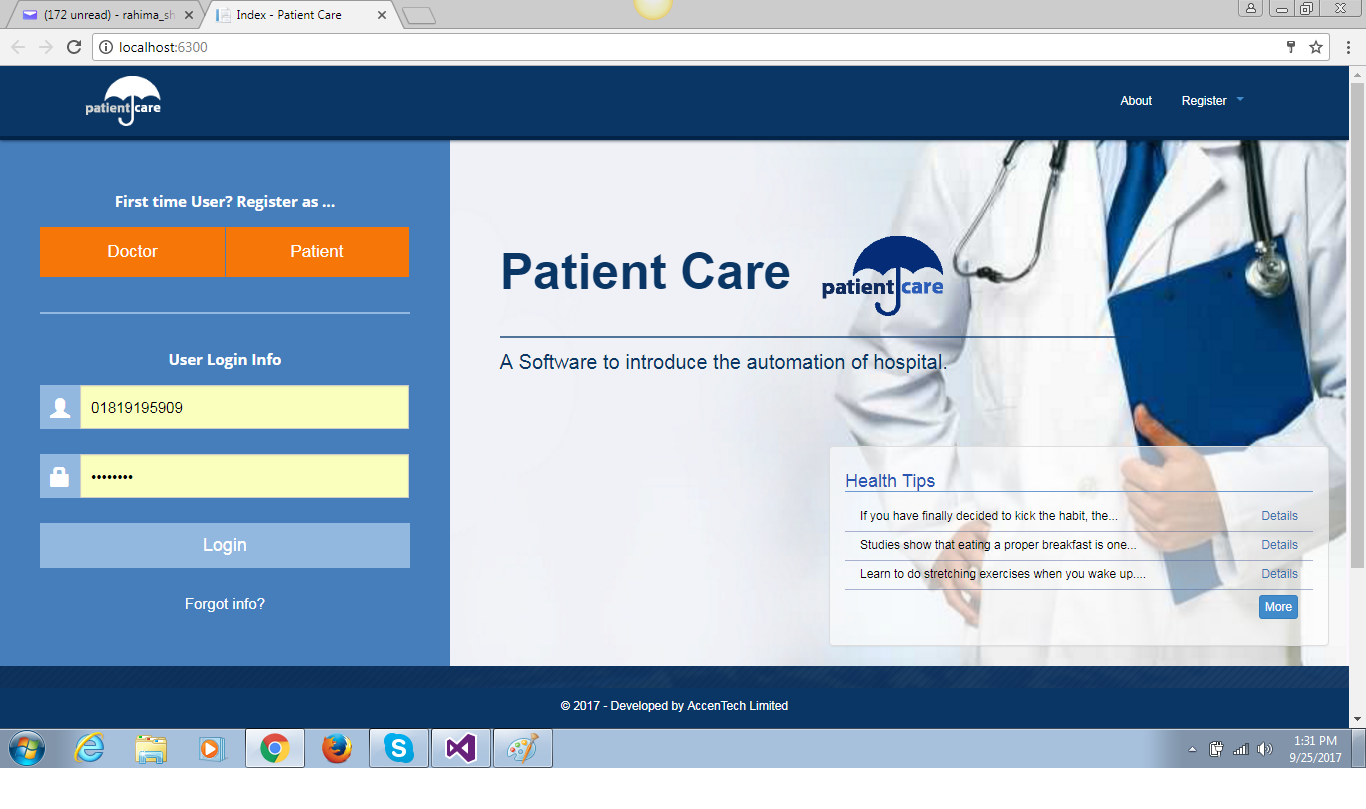 (172 unread) - rahima_sh
Index - Patient Care
localhost:6300
patient care
About
Register
First time User? Register as ...
Doctor
Patient
User Login Info
01819195909
••••••••
Login
Forgot info?
Patient Care
patient care
A Software to introduce the automation of hospital.
Health Tips
If you have finally decided to kick the habit, the... Details
Studies show that eating a proper breakfast is one... Details
Learn to do stretching exercises when you wake up.... Details
More
© 2017 - Developed by AccenTech Limited
1:31 PM
9/25/2017